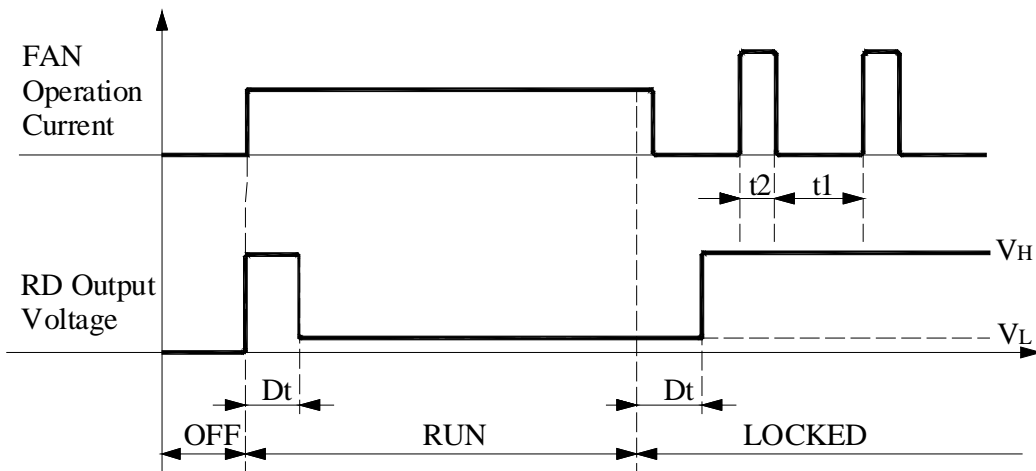 FAN
Operation
Current
t2
t1
RD Output
Voltage
VH
VL
Dt
Dt
OFF
RUN
LOCKED